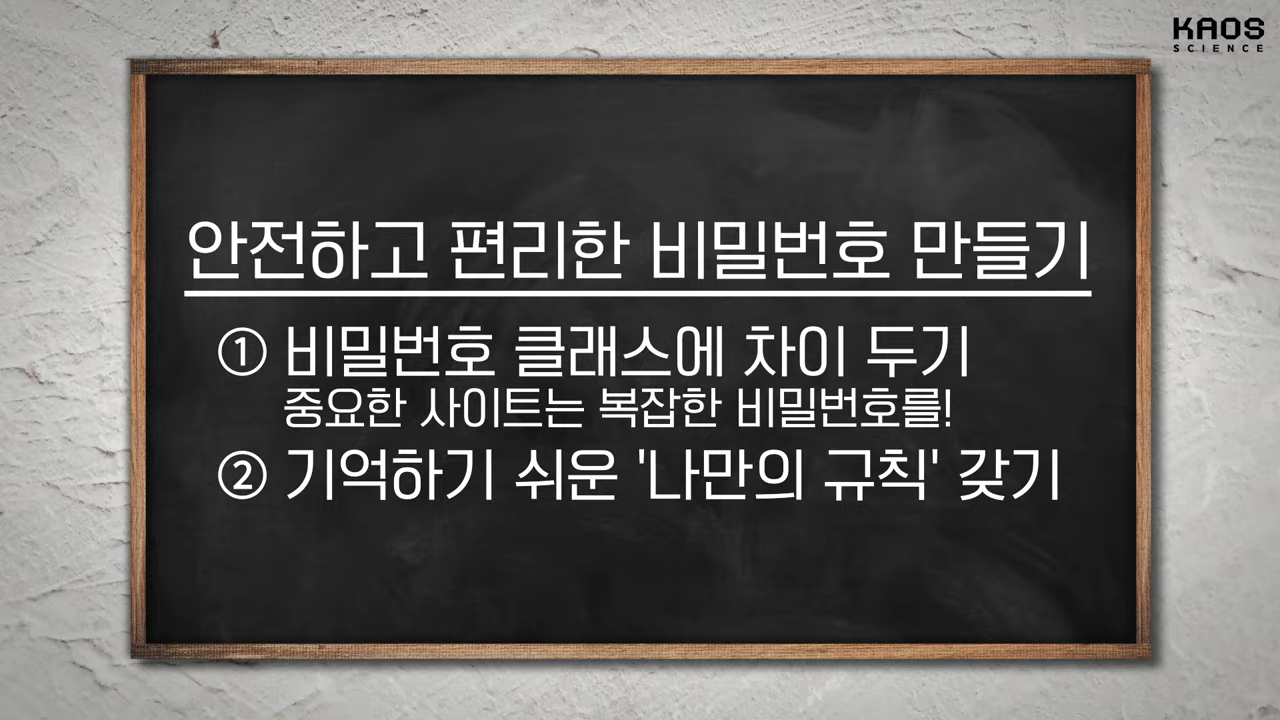 KAOS
SCIENCE
안전하고 편리한 비밀번호 만들기
① 비밀번호 클래스에 차이 두기
중요한 사이트는 복잡한 비밀번호를!
② 기억하기 쉬운 '나만의 규칙' 갖기